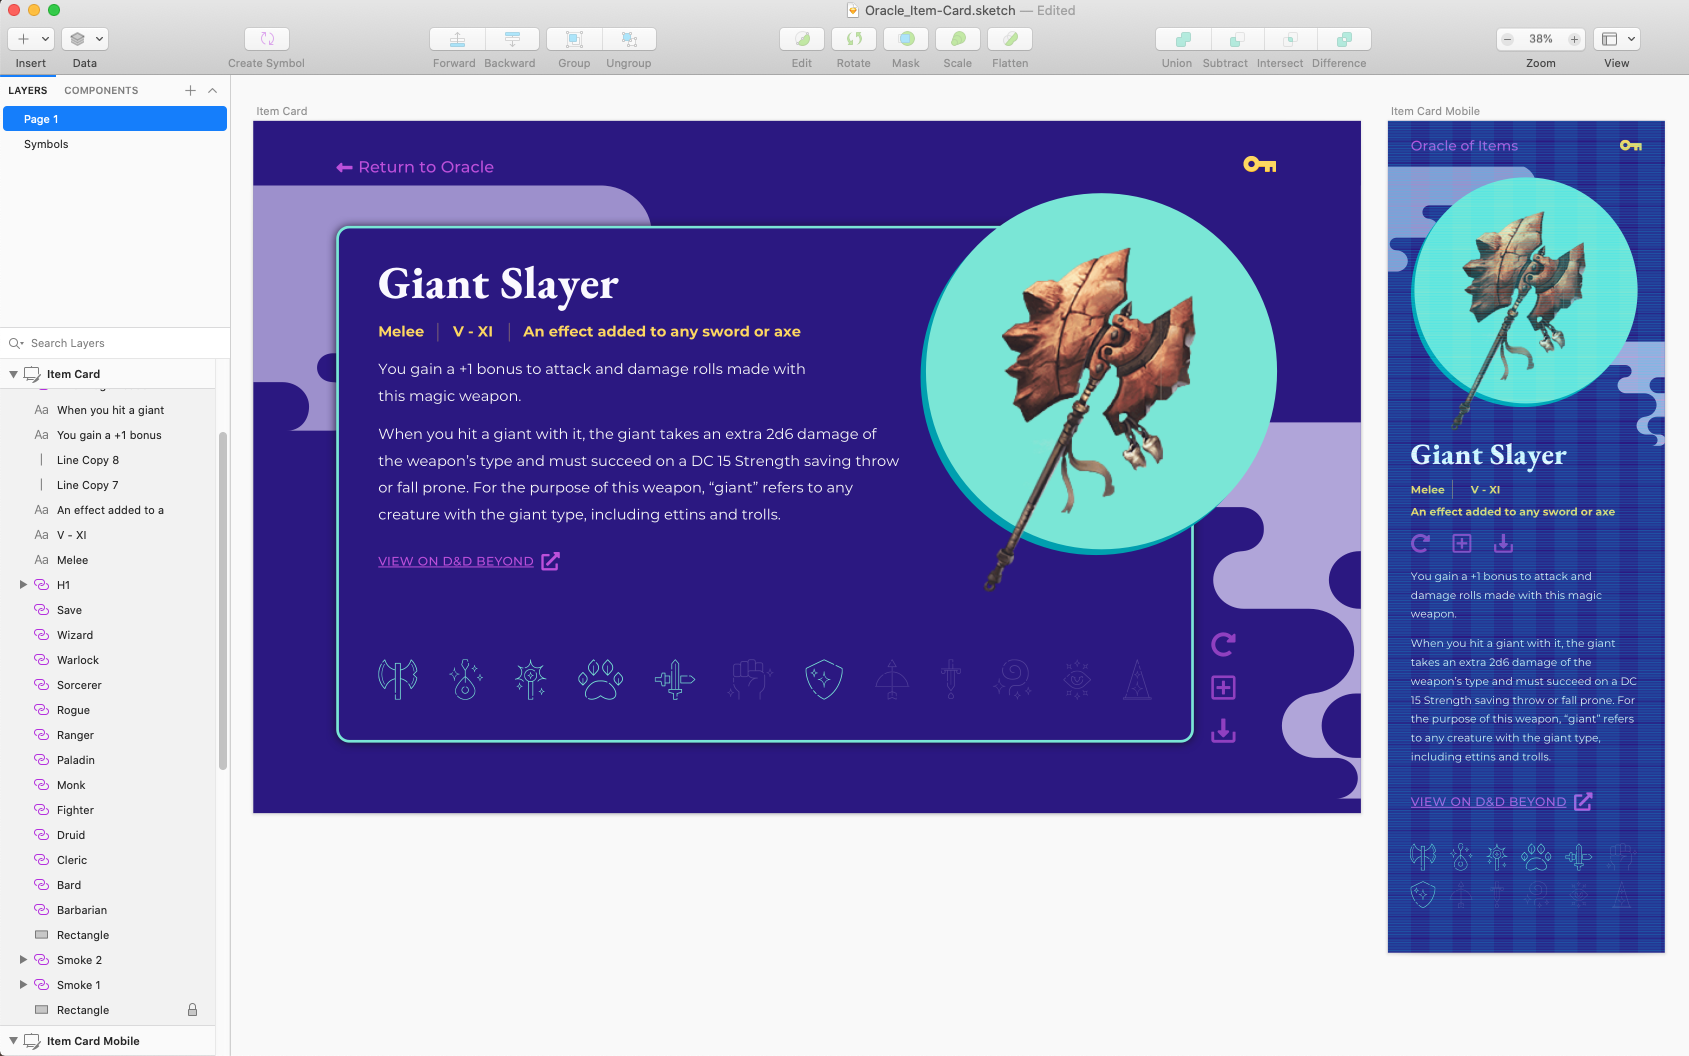 Oracle_Item-Card.sketch — Edited
Insert
Data
Create Symbol
Forward
Backward
Group
Ungroup
Edit
Rotate
Mask
Scale
Flatten
Union
Subtract
Intersect
Difference
38%
Zoom
View
LAYERS
COMPONENTS
Page 1
Symbols
Search Layers
Item Card
Aa When you hit a giant
Aa You gain a +1 bonus
Line Copy 8
Line Copy 7
Aa An effect added to a
Aa V - XI
Aa Melee
H1
Save
Wizard
Warlock
Sorcerer
Rogue
Ranger
Paladin
Monk
Fighter
Druid
Cleric
Bard
Barbarian
Rectangle
Smoke 2
Smoke 1
Rectangle
Item Card Mobile
Item Card
Return to Oracle
Giant Slayer
Melee | V - XI | An effect added to any sword or axe
You gain a +1 bonus to attack and damage rolls made with
this magic weapon.
When you hit a giant with it, the giant takes an extra 2d6 damage of
the weapon’s type and must succeed on a DC 15 Strength saving throw
or fall prone. For the purpose of this weapon, “giant” refers to any
creature with the giant type, including ettins and trolls.
VIEW ON D&D BEYOND
Item Card Mobile
Oracle of Items
Giant Slayer
Melee | V - XI
An effect added to any sword or axe
You gain a +1 bonus to attack and
damage rolls made with this magic
weapon.
When you hit a giant with it, the giant
takes an extra 2d6 damage of the
weapon’s type and must succeed on a DC
15 Strength saving throw or fall prone. For
the purpose of this weapon, “giant” refers
to any creature with the giant type,
including ettins and trolls.
VIEW ON D&D BEYOND